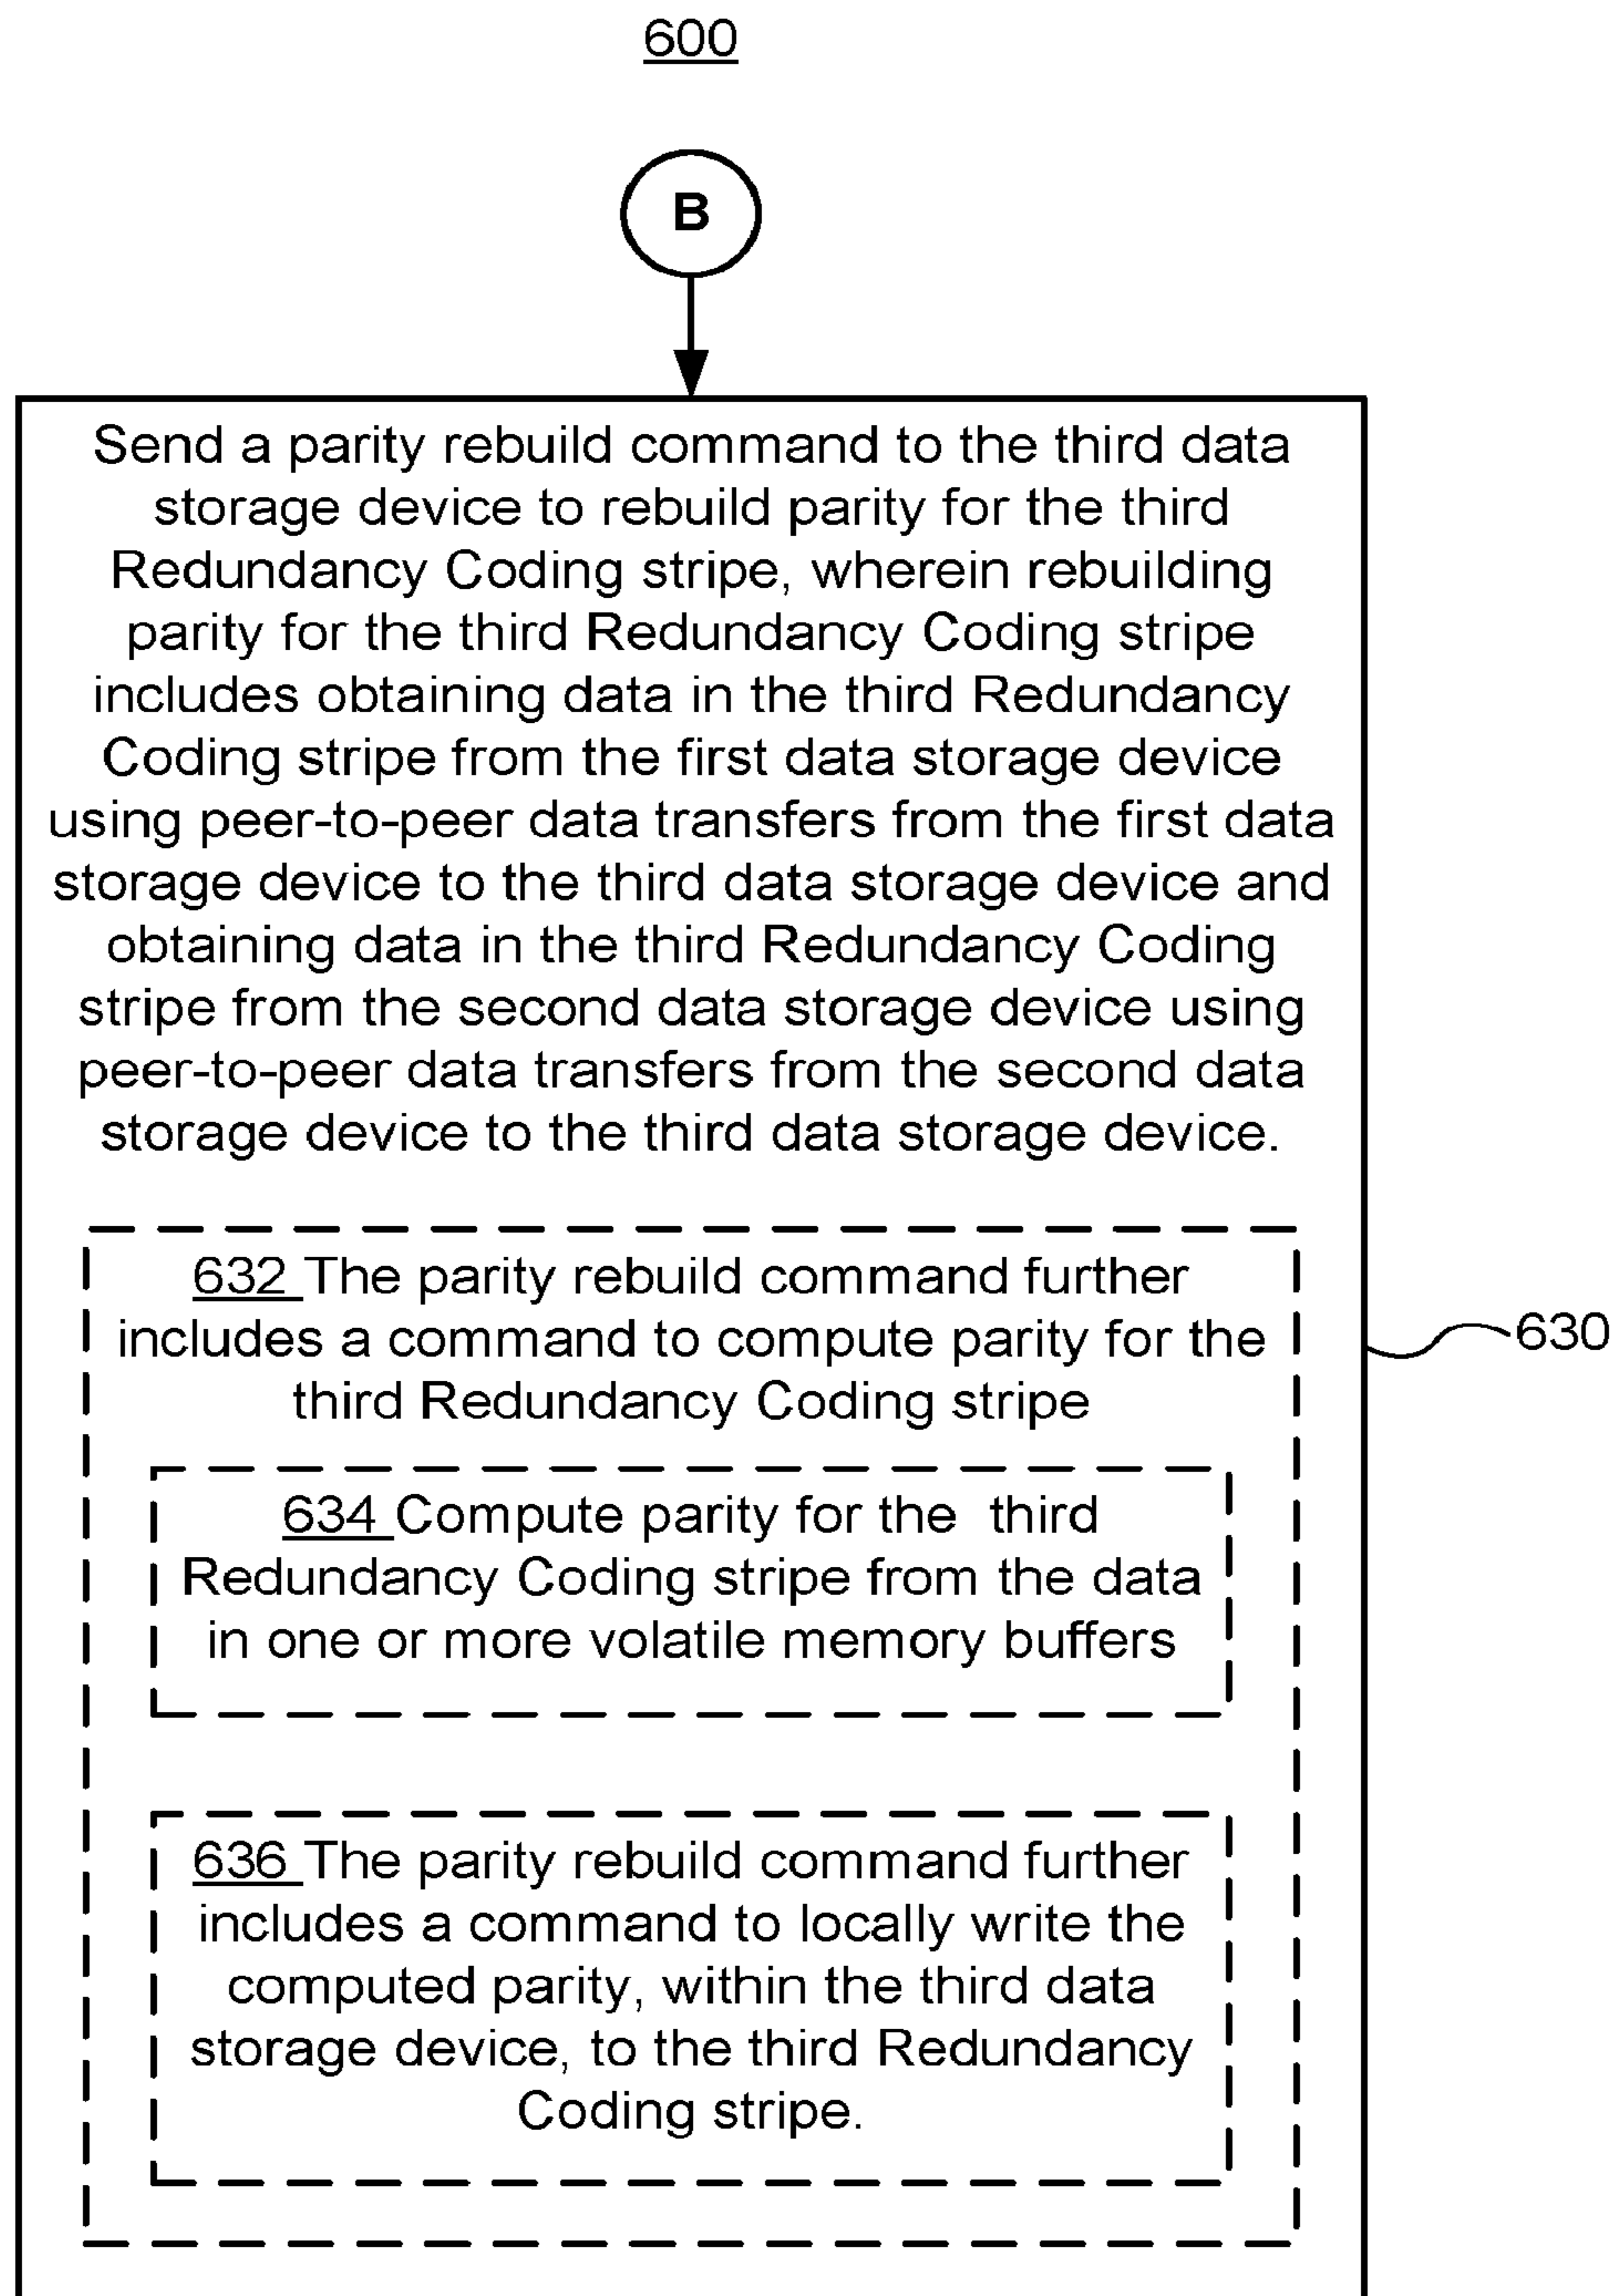 600
B
Send a parity rebuild command to the third data
storage device to rebuild parity for the third
Redundancy Coding stripe, wherein rebuilding
parity for the third Redundancy Coding stripe
includes obtaining data in the third Redundancy
Coding stripe from the first data storage device
using peer-to-peer data transfers from the first data
storage device to the third data storage device and
obtaining data in the third Redundancy Coding
stripe from the second data storage device using
peer-to-peer data transfers from the second data
storage device to the third data storage device.
632 The parity rebuild command further
includes a command to compute parity for the
third Redundancy Coding stripe
630
634 Compute parity for the third
Redundancy Coding stripe from the data
in one or more volatile memory buffers
636 The parity rebuild command further
includes a command to locally write the
computed parity, within the third data
storage device, to the third Redundancy
Coding stripe.